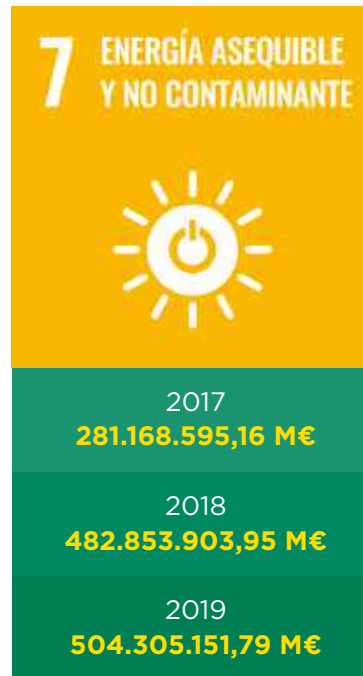 7 ENERGÍA ASEQUIBLE
Y NO CONTAMINANTE
2017
281.168.595,16 M€
2018
482.853.903,95 M€
2019
504.305.151,79 M€